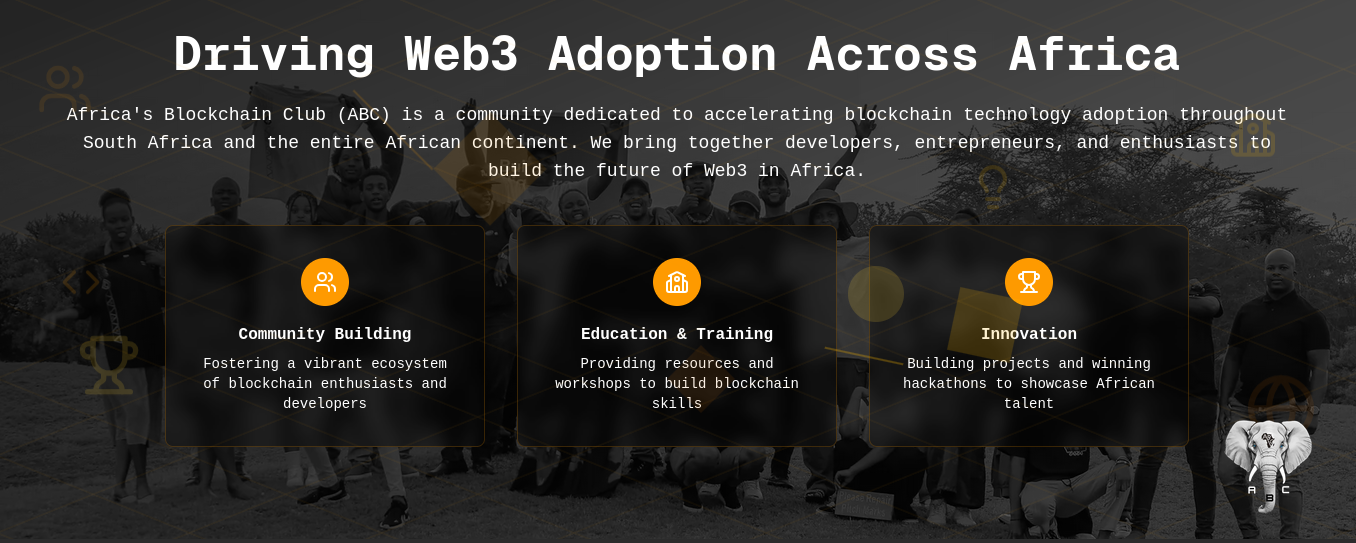 Driving Web3 Adoption Across Africa
Africa's Blockchain Club (ABC) is a community dedicated to accelerating blockchain technology adoption throughout
South Africa and the entire African continent. We bring together developers, entrepreneurs, and enthusiasts to
build the future of Web3 in Africa.
Community Building
Fostering a vibrant ecosystem
of blockchain enthusiasts and
developers
Education & Training
Providing resources and
workshops to build blockchain
skills
Innovation
Building projects and winning
hackathons to showcase African
talent
A B C